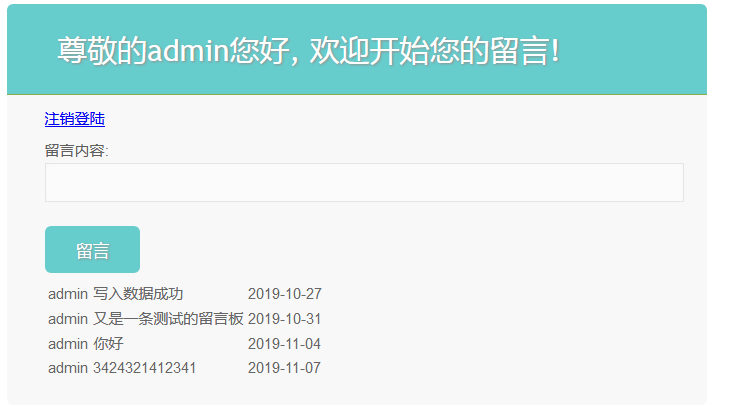 尊敬的admin您好，欢迎开始您的留言！
注销登陆
留言内容:
留言
admin 写入数据成功 2019-10-27
admin 又是一条测试的留言板 2019-10-31
admin 你好 2019-11-04
admin 3424321412341 2019-11-07